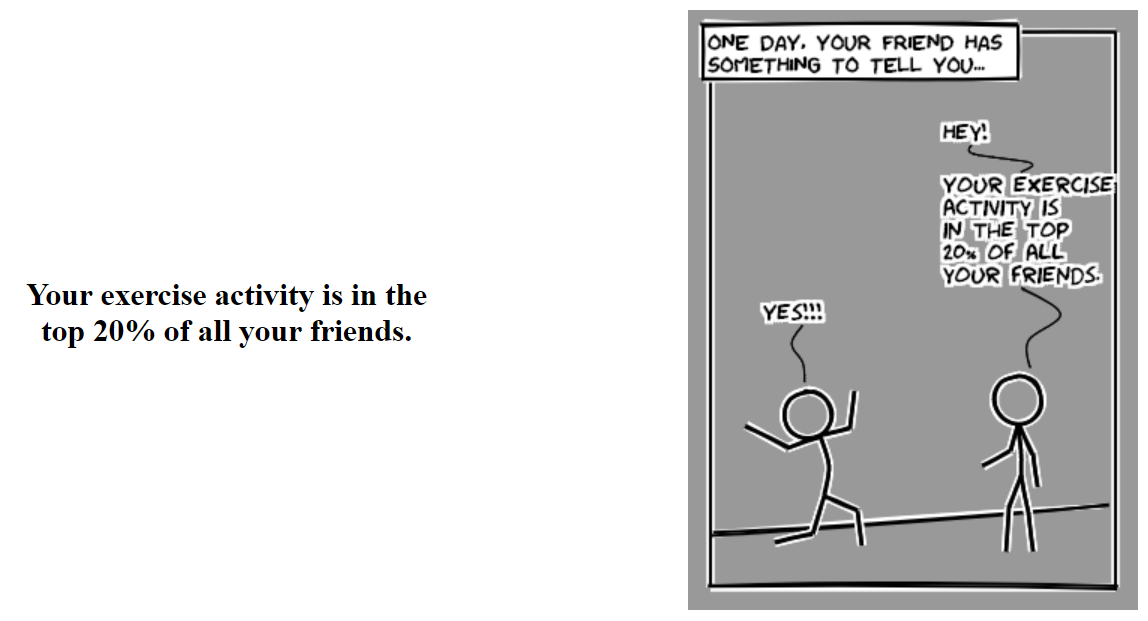 Your exercise activity is in the
top 20% of all your friends.
ONE DAY, YOUR FRIEND HAS
SOMETHING TO TELL YOU...
HEY!
YOUR EXERCISE
ACTIVITY IS
IN THE TOP
20% OF ALL
YOUR FRIENDS.
YES!!!